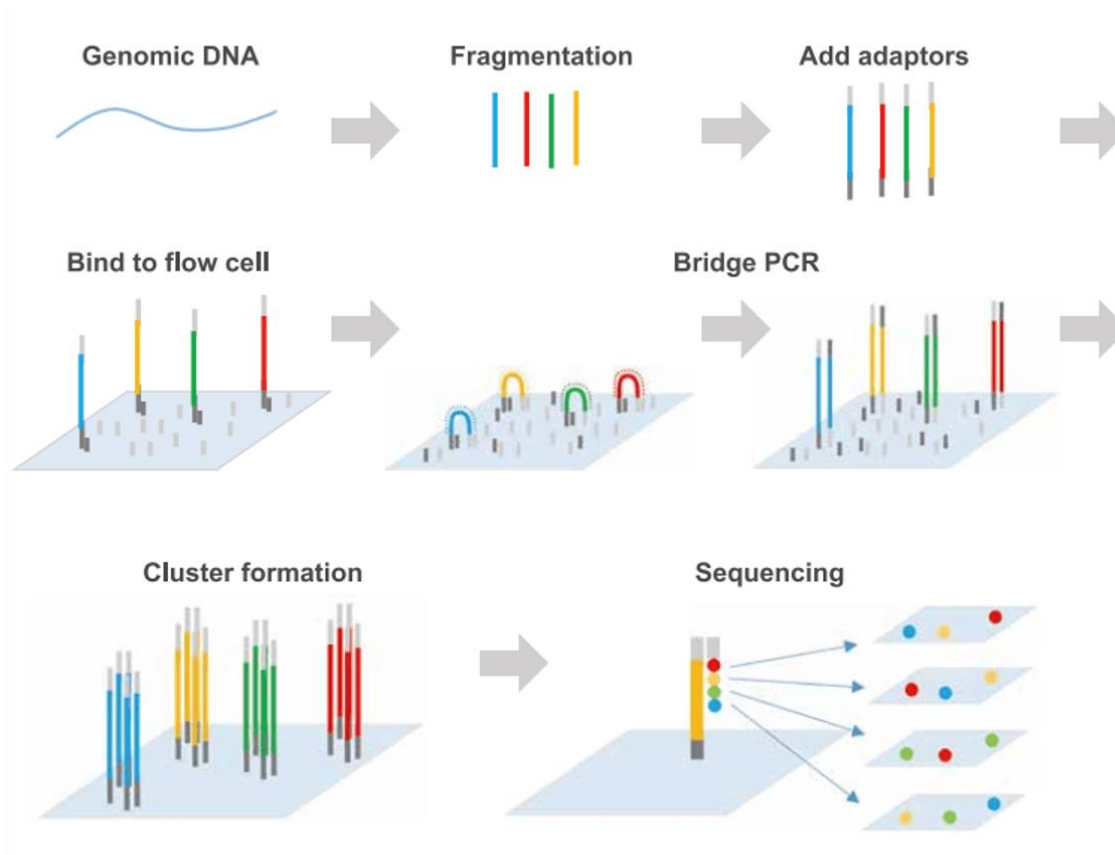 Genomic DNA
Fragmentation
Add adaptors
Bind to flow cell
Bridge PCR
Cluster formation
Sequencing